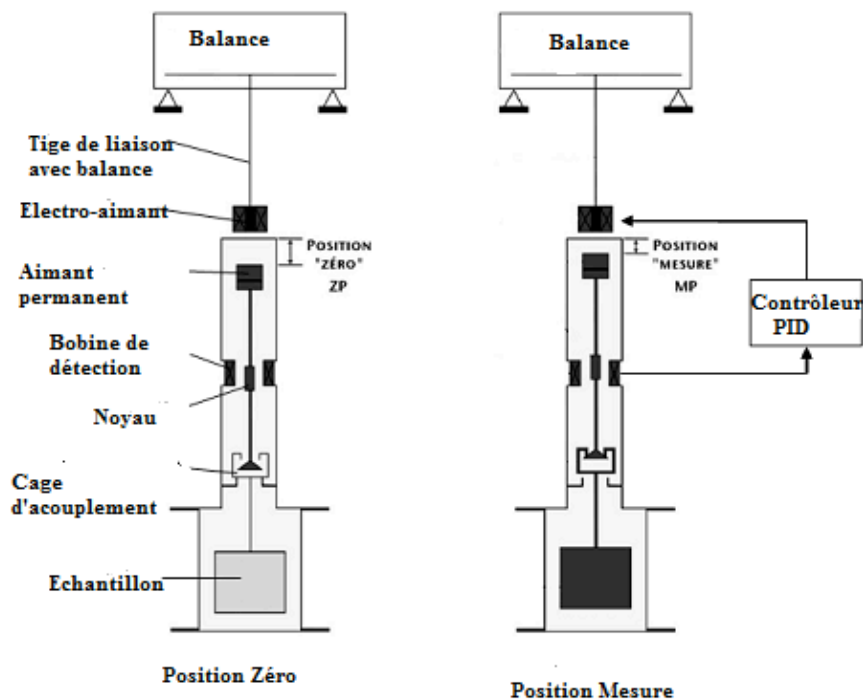 Balance
Balance
Tige de liaison
avec balance
Electro-aimant
POSITION
"ZÉRO"
ZP
POSITION
"MESURE"
MP
Aimant
permanent
Contrôleur
PID
Bobine de
détection
Noyau
Cage
d'acouplement
Echantillon
Position Zéro
Position Mesure